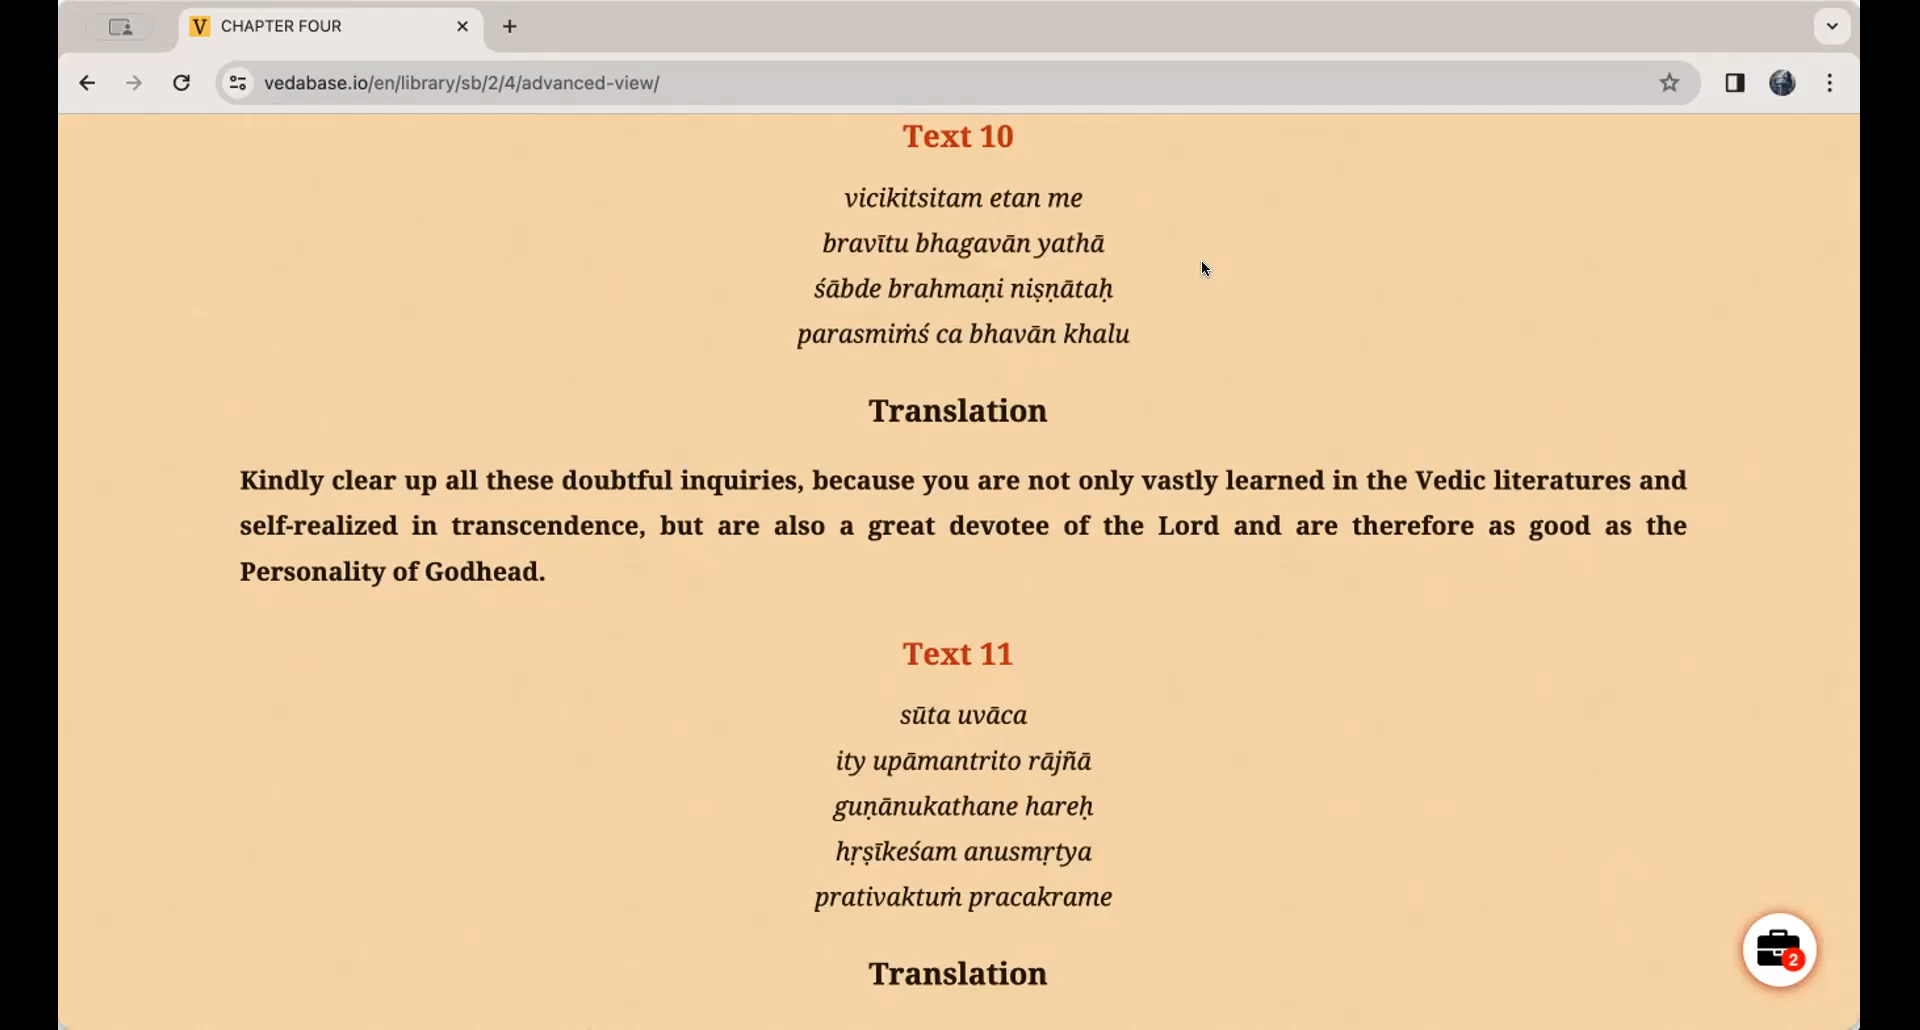 CHAPTER FOUR
vedabase.io/en/library/sb/2/4/advanced-view/
Text 10
vicikitsitam etan me
bravītu bhagavān yathā
śābde brahmaṇi niṣṇātaḥ
parasmiṁś ca bhavān khalu
Translation
Kindly clear up all these doubtful inquiries, because you are not only vastly learned in the Vedic literatures and
self-realized in transcendence, but are also a great devotee of the Lord and are therefore as good as the
Personality of Godhead.
Text 11
sūta uvāca
ity upāmantrito rājñā
guṇānukathane hareḥ
hṛṣīkeśam anusmṛtya
prativaktuṁ pracakrame
Translation
2